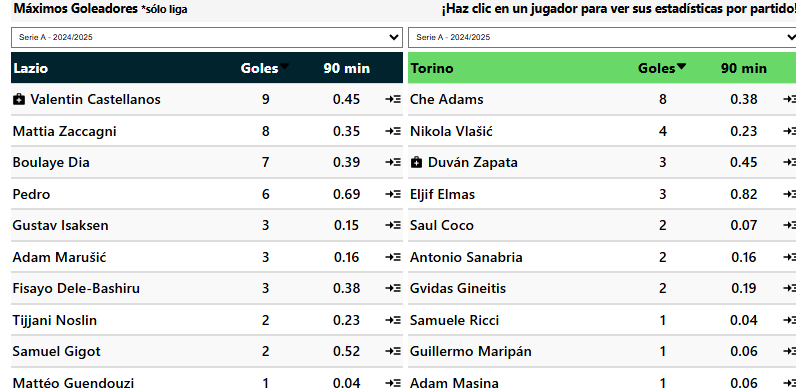 Máximos Goleadores *sólo liga
¡Haz clic en un jugador para ver sus estadísticas por partido!
Serie A - 2024/2025
Serie A - 2024/2025
Lazio Goles 90 min
Valentin Castellanos 9 0.45
Mattia Zaccagni 8 0.35
Boulaye Dia 7 0.39
Pedro 6 0.69
Gustav Isaksen 3 0.15
Adam Marušić 3 0.16
Fisayo Dele-Bashiru 3 0.38
Tijjani Noslin 2 0.23
Samuel Gigot 2 0.52
Mattéo Guendouzi 1 0.04
Torino Goles 90 min
Che Adams 8 0.38
Nikola Vlašić 4 0.23
Duván Zapata 3 0.45
Eljif Elmas 3 0.82
Saul Coco 2 0.07
Antonio Sanabria 2 0.16
Gvidas Gineitis 2 0.19
Samuele Ricci 1 0.04
Guillermo Maripán 1 0.06
Adam Masina 1 0.06